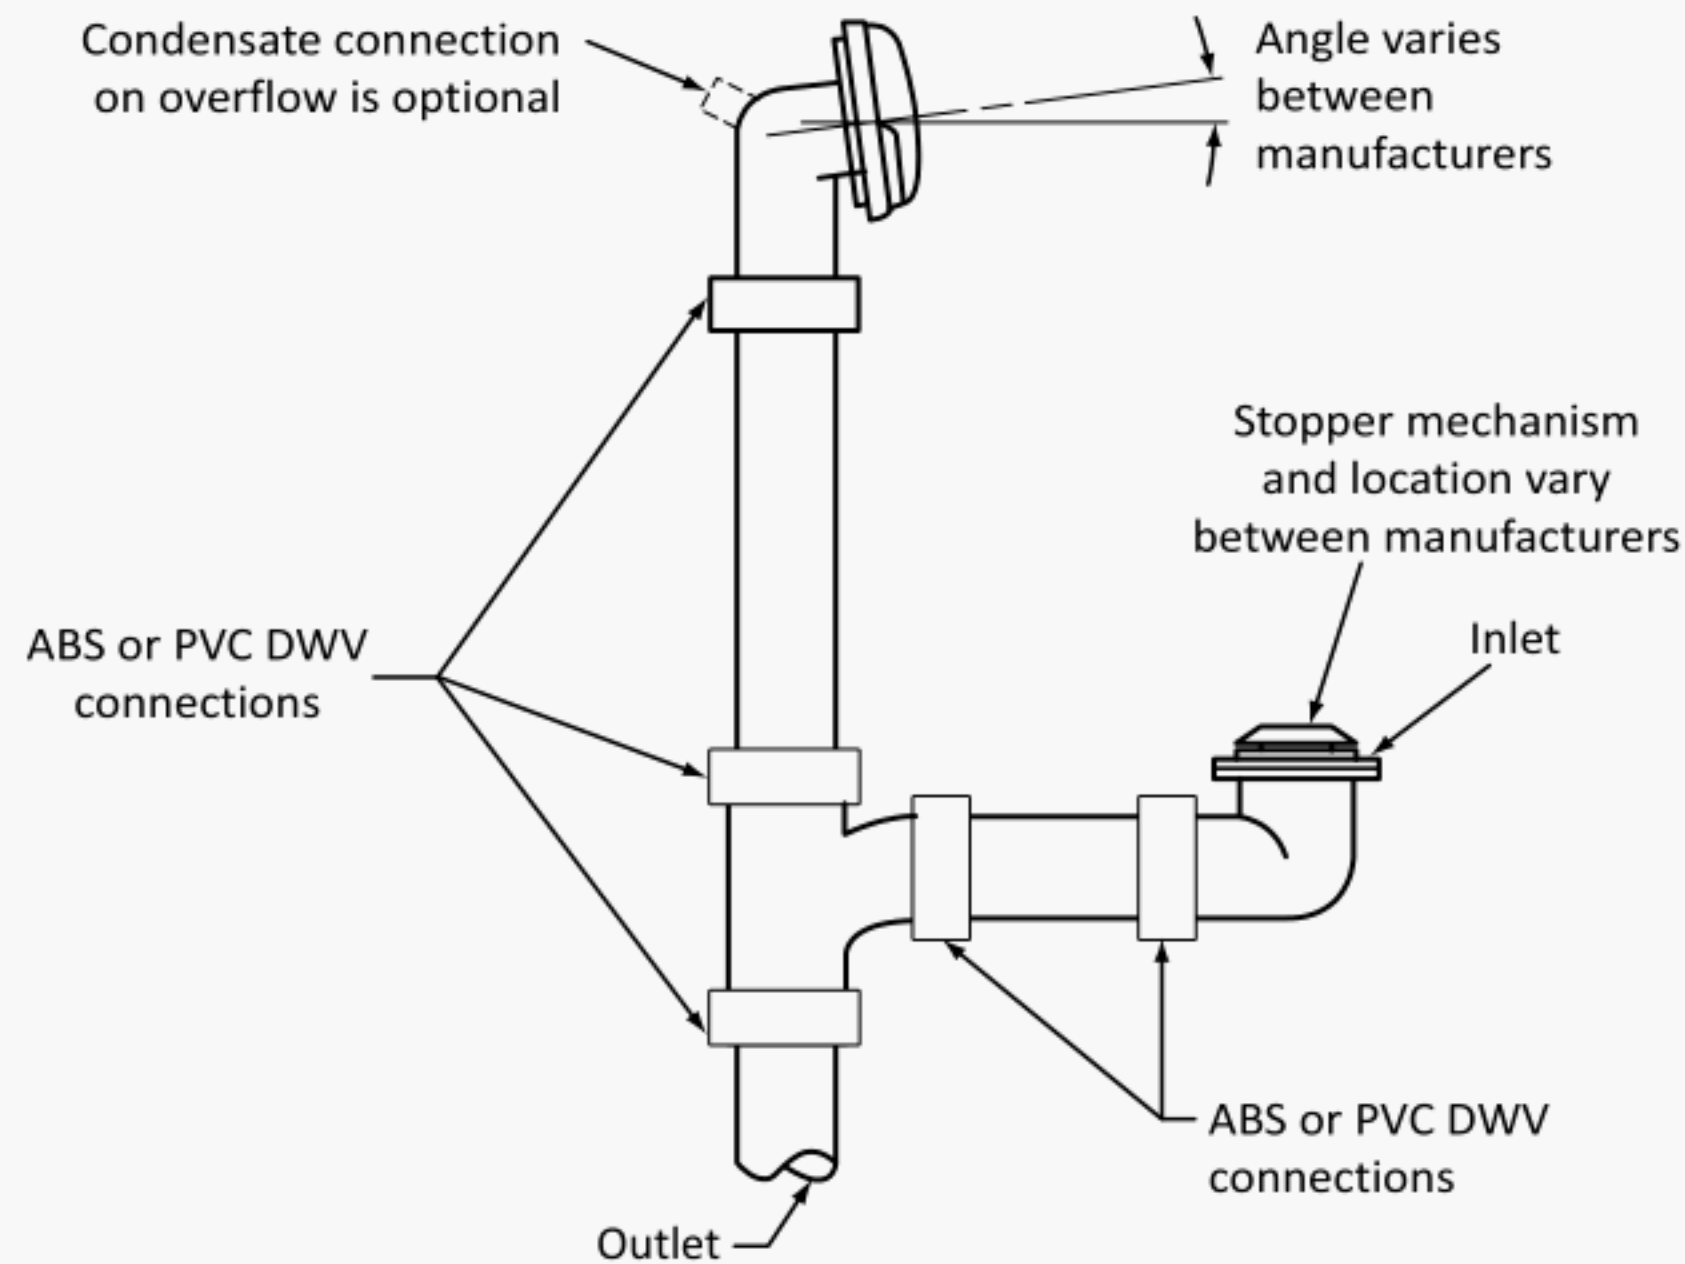 Condensate connection
on overflow is optional
Angle varies
between
manufacturers
Stopper mechanism
and location vary
between manufacturers
Inlet
ABS or PVC DWV
connections
ABS or PVC DWV
connections
Outlet